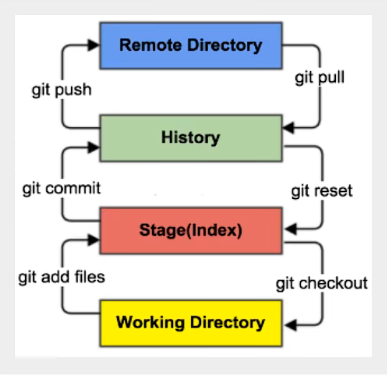 Remote Directory
git push
git pull
History
git commit
git reset
Stage(Index)
git add files
git checkout
Working Directory